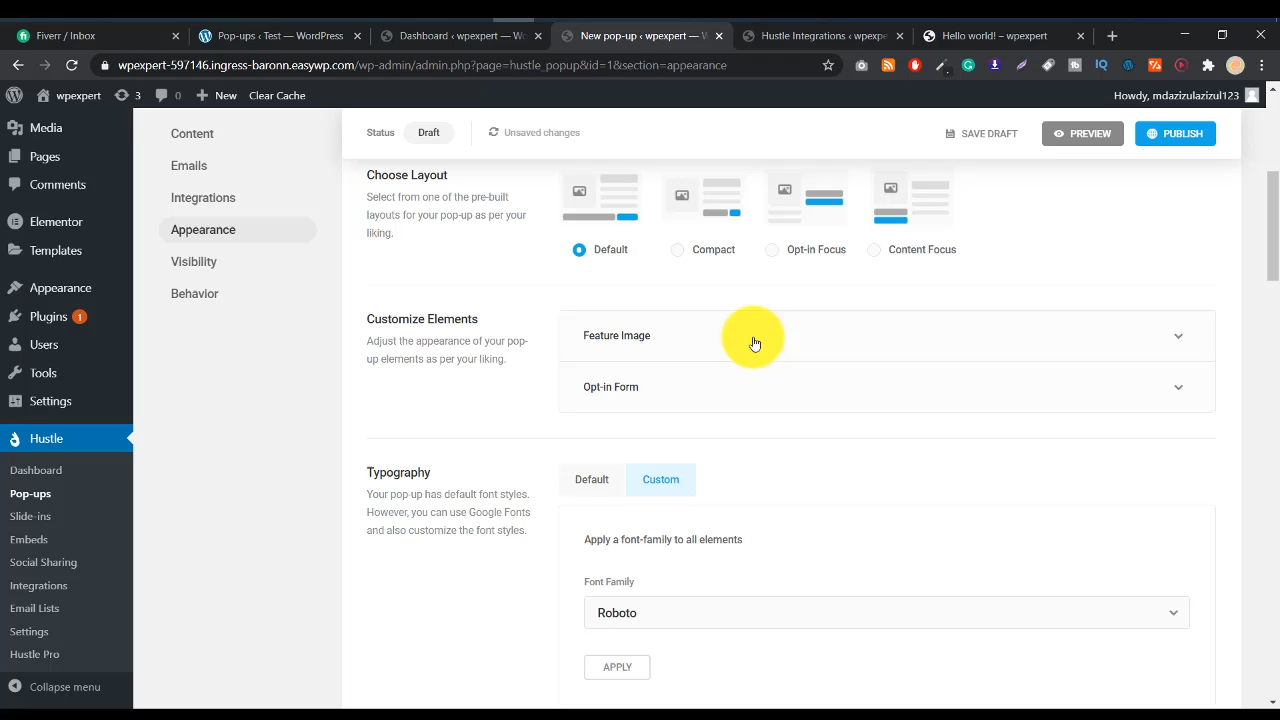 Fiverr / Inbox
Pop-ups ‹ Test — WordPress
Dashboard ‹ wpexpert — Wo
New pop-up ‹ wpexpert — W
Hustle Integrations ‹ wpexpe
Hello world! – wpexpert
wpexpert-597146.ingress-baronn.easywp.com/wp-admin/admin.php?page=hustle_popup&id=1&section=appearance
wpexpert
3
0
New
Clear Cache
Howdy, mdazizulazizul123
Media
Pages
Comments
Elementor
Templates
Appearance
Plugins 1
Users
Tools
Settings
Hustle
Dashboard
Pop-ups
Slide-ins
Embeds
Social Sharing
Integrations
Email Lists
Settings
Hustle Pro
Collapse menu
Content
Emails
Integrations
Appearance
Visibility
Behavior
Status
Draft
Unsaved changes
SAVE DRAFT
PREVIEW
PUBLISH
Choose Layout
Select from one of the pre-built
layouts for your pop-up as per your
liking.
Default
Compact
Opt-in Focus
Content Focus
Customize Elements
Adjust the appearance of your pop-
up elements as per your liking.
Feature Image
Opt-in Form
Typography
Your pop-up has default font styles.
However, you can use Google Fonts
and also customize the font styles.
Default
Custom
Apply a font-family to all elements
Font Family
Roboto
APPLY